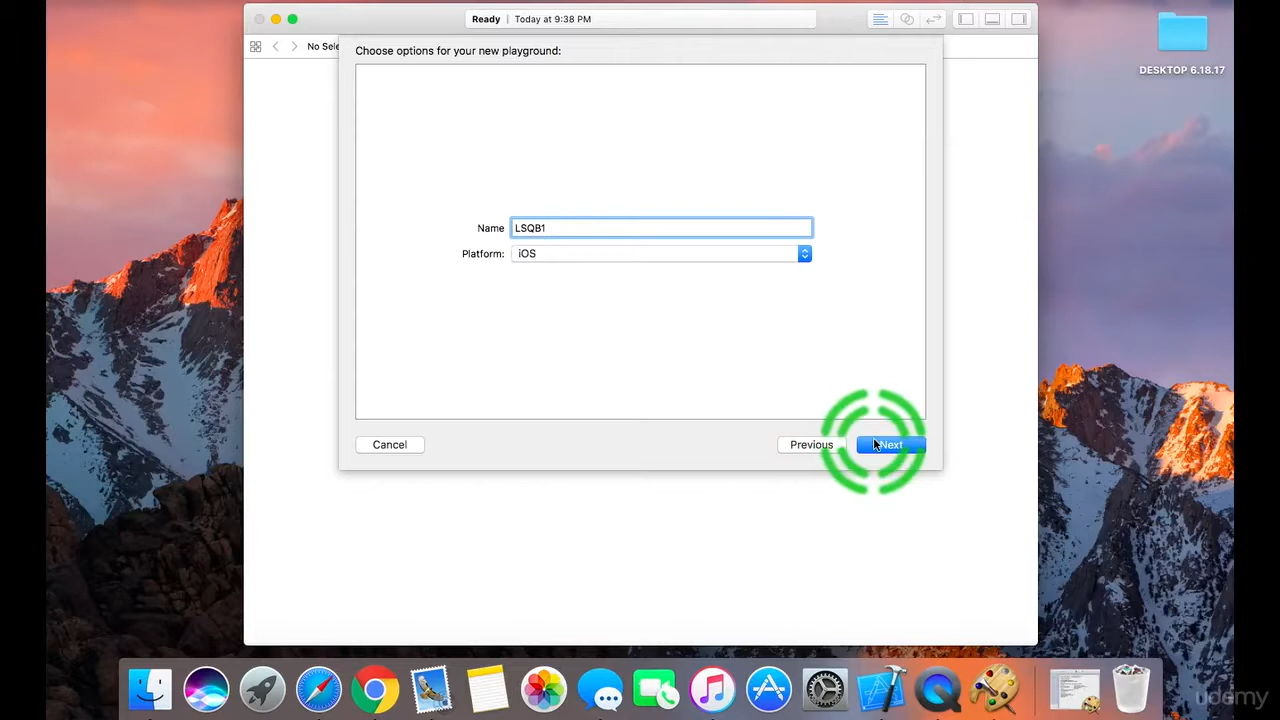 Ready | Today at 9:38 PM
No Sele
Choose options for your new playground:
DESKTOP 6.18.17
Name LSQB1
Platform: iOS
Cancel Previous Next
udemy